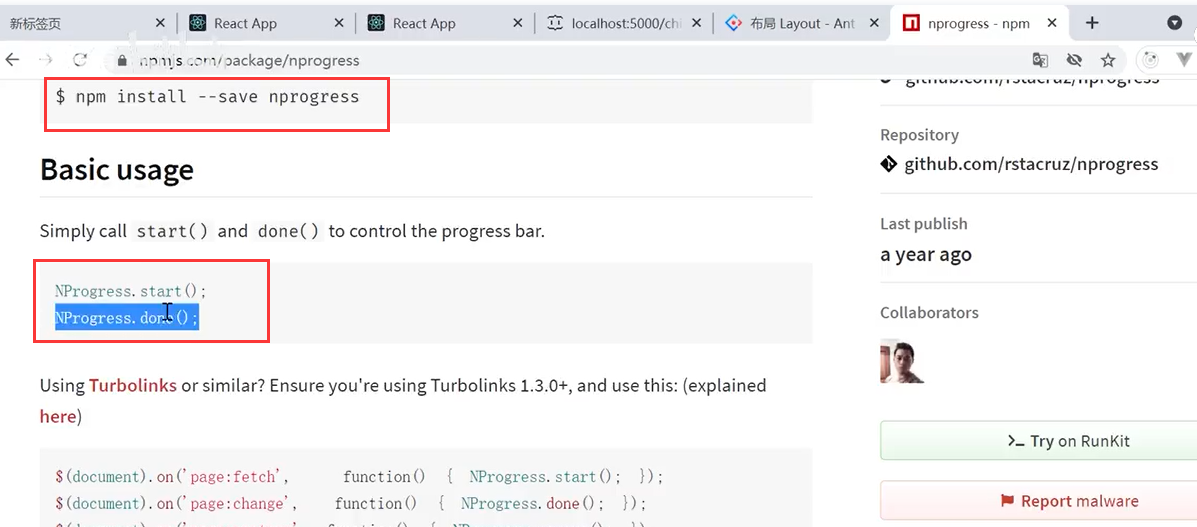 新标签页
React App
React App
localhost:5000/chi
布局 Layout - Ant
nprogress - npm
npmjs.com/package/nprogress
$ npm install --save nprogress
Basic usage
Simply call start() and done() to control the progress bar.
NProgress.start();
NProgress.done();
Using Turbolinks or similar? Ensure you're using Turbolinks 1.3.0+, and use this: (explained
here)
$(document).on('page:fetch', function() { NProgress.start(); });
$(document).on('page:change', function() { NProgress.done(); });
github.com/rstacruz/nprogress
Repository
github.com/rstacruz/nprogress
Last publish
a year ago
Collaborators
Try on RunKit
Report malware